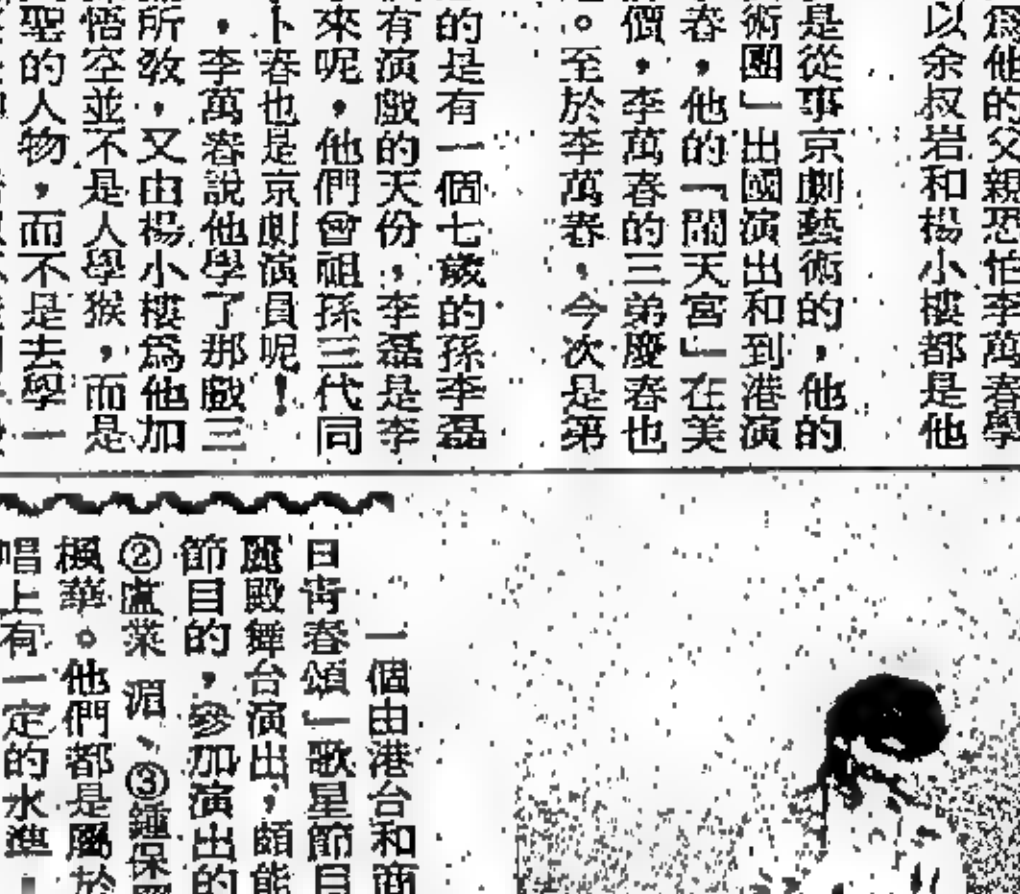 爲他的父親恐怕李萬春學
以余叔岩和楊小樓都是他
是從事京劇藝術的，他的
術團」出國演出和到港演
春，他的「鬧天宮」在美
價，李萬春的三弟慶春也
。至於李萬春，今次是第
的是有一個七歲的孫李磊
有演戲的天份，李磊是李
來呢，他們曾祖孫三代同
卜春也是京劇演員呢！
，李萬春說他學了那戲三
所敎，又由楊小樓爲他加
悟空並不是人學猴，而是
聖的人物，而不是去學一
一個由港台和商
日靑春頌」歌星節目
麗殿舞台演出，頗能
節目的，參加演出的
②盧業湄、③鍾保羅
楓華。他們都是屬於
唱上有一定的水準